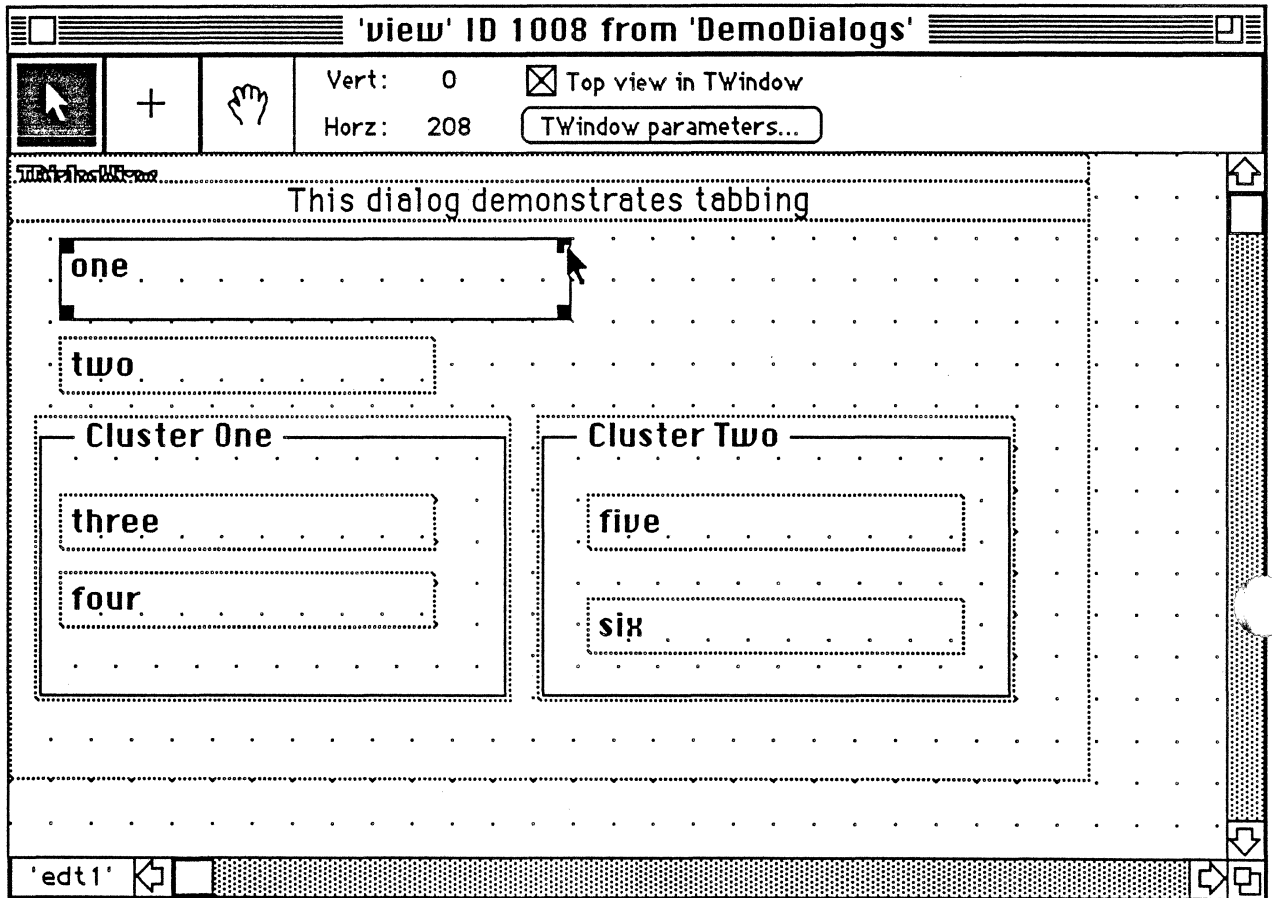 'view' ID 1008 from 'DemoDialogs'
Vert: 0
Top view in TWindow
Horz: 208
TWindow parameters...
TDialogView
This dialog demonstrates tabbing
one
two
Cluster One
Cluster Two
three
five
four
six
'edt1'